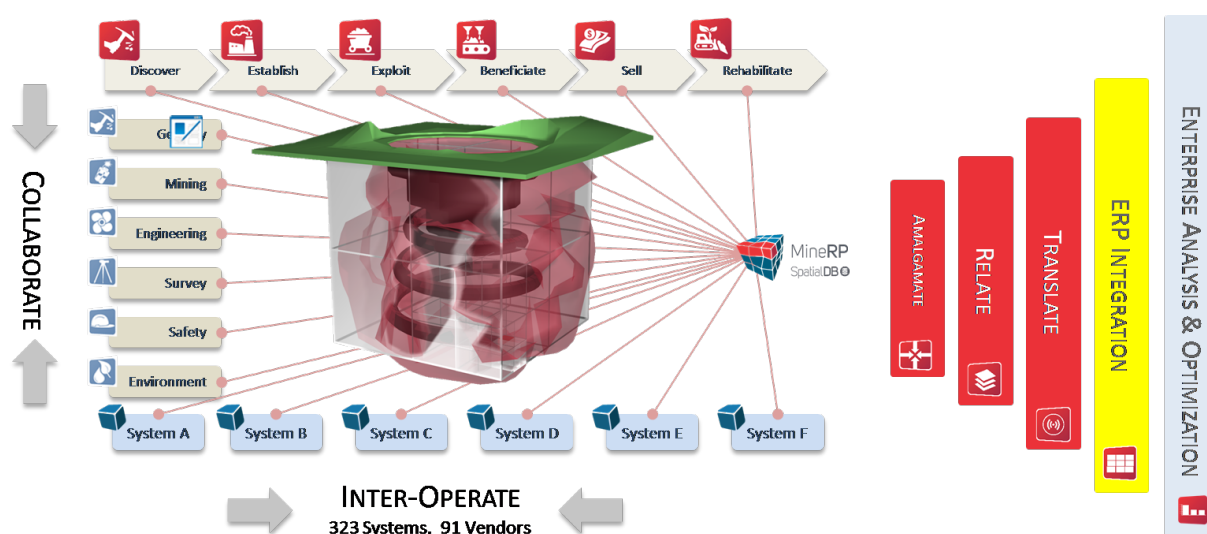 Discover
Establish
Exploit
Beneficiate
Sell
Rehabilitate
COLLABORATE
Mining
Engineering
Survey
Safety
Environment
MineRP
SpatialDB
System A
System B
System C
System D
System E
System F
INTER-OPERATE
323 Systems, 91 Vendors
AMALGAMATE
RELATE
TRANSLATE
ERP INTEGRATION
ENTERPRISE ANALYSIS & OPTIMIZATION